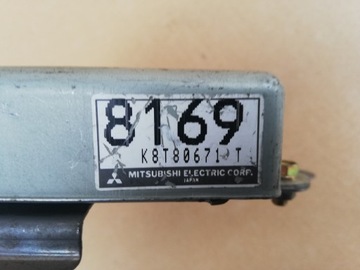 8169
K8T80671 T
MITSUBISHI ELECTRIC CORP.
JAPAN